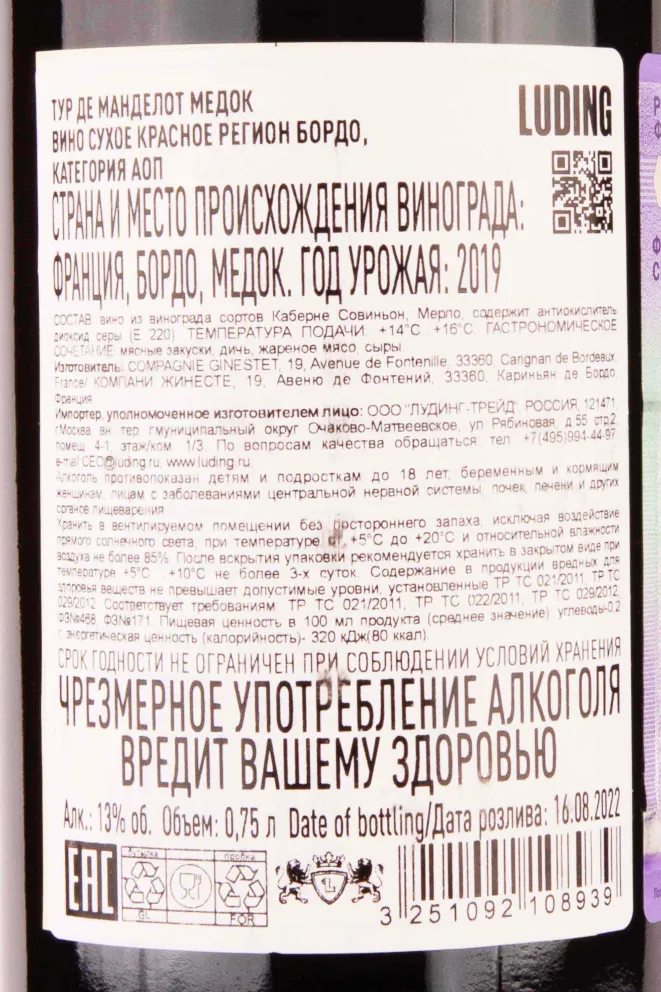 ТУР ДЕ МАНДЕЛОТ МЕДОК
ВИНО СУХОЕ КРАСНОЕ РЕГИОН БОРДО,
КАТЕГОРИЯ АОП
LUDING
СТРАНА И МЕСТО ПРОИСХОЖДЕНИЯ ВИНОГРАДА:
ФРАНЦИЯ, БОРДО, МЕДОК. ГОД УРОЖАЯ: 2019
СОСТАВ: вино из винограда сортов Каберне Совиньон, Мерло, содержит антиокислитель
диоксид серы (Е 220). ТЕМПЕРАТУРА ПОДАЧИ: +14°С...+16°С. ГАСТРОНОМИЧЕСКОЕ
СОЧЕТАНИЕ: мясные закуски, дичь, жареное мясо, сыры.
Изготовитель: COMPAGNIE GINESTET, 19, Avenue de Fontenille, 33360, Carignan de Bordeaux,
France/ КОМПАНИ ЖИНЕСТЕ, 19, Авеню де Фонтений, 33360, Кариньян де Бордо,
Франция
Импортер, уполномоченное изготовителем лицо: ООО "ЛУДИНГ-ТРЕЙД", РОССИЯ, 121471,
г.Москва вн. тер. г.муниципальный округ Очаково-Матвеевское, ул Рябиновая, д.55 стр2,
помещ. 4-1, этаж/ком. 1/3. По вопросам качества обращаться тел. +7(495)994-44-97,
e-mail CEO@luding.ru, www.luding.ru.
Алкоголь противопоказан детям и подросткам до 18 лет, беременным и кормящим
женщинам, лицам с заболеваниями центральной нервной системы, почек, печени и других
органов пищеварения.
Хранить в вентилируемом помещении без постороннего запаха, исключая воздействие
прямого солнечного света, при температуре от +5°С до +20°С и относительной влажности
воздуха не более 85%. После вскрытия упаковки рекомендуется хранить в закрытом виде при
температуре +5°С...+10°С не более 3-х суток. Содержание в продукции вредных для
здоровья веществ не превышает допустимые уровни, установленные ТР ТС 021/2011, ТР ТС
029/2012. Соответствует требованиям: ТР ТС 021/2011, ТР ТС 022/2011, ТР ТС 029/2012,
ФЗ№468, ФЗ№171. Пищевая ценность в 100 мл продукта (среднее значение): углеводы-0,2
г, энергетическая ценность (калорийность)- 320 кДж(80 ккал).
СРОК ГОДНОСТИ НЕ ОГРАНИЧЕН ПРИ СОБЛЮДЕНИИ УСЛОВИЙ ХРАНЕНИЯ
ЧРЕЗМЕРНОЕ УПОТРЕБЛЕНИЕ АЛКОГОЛЯ
ВРЕДИТ ВАШЕМУ ЗДОРОВЬЮ
Алк.: 13% об. Объем: 0,75 л Date of bottling/Дата розлива: 16.08.2022
ЕАС
бутылка
GL
пробка
FOR
L
3 251092 108939